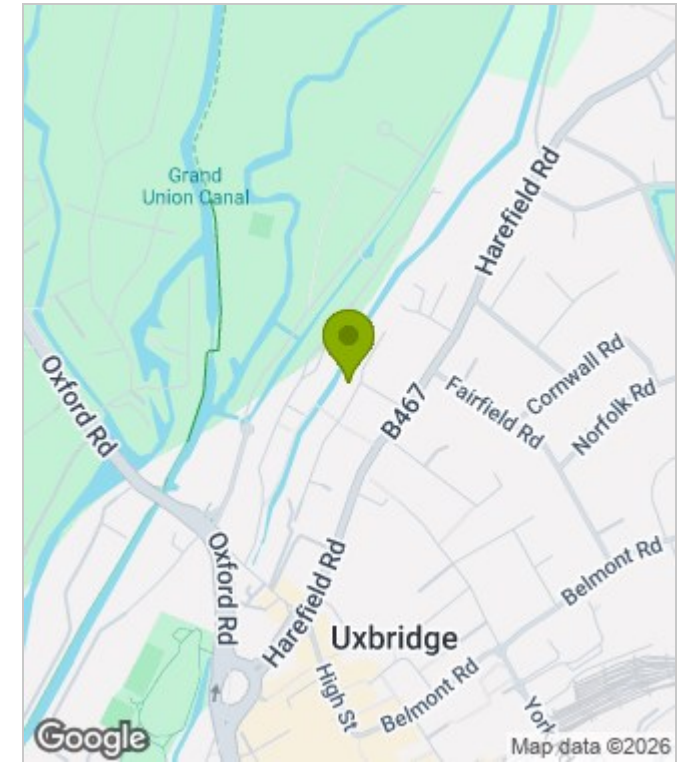 Grand
Union Canal
Harefield Rd
Oxford Rd
Cornwall Rd
Fairfield Rd
Norfolk Rd
B467
Oxford Rd
Harefield Rd
Belmont Rd
Uxbridge
High St
Belmont Rd
York
Google
Map data ©2026